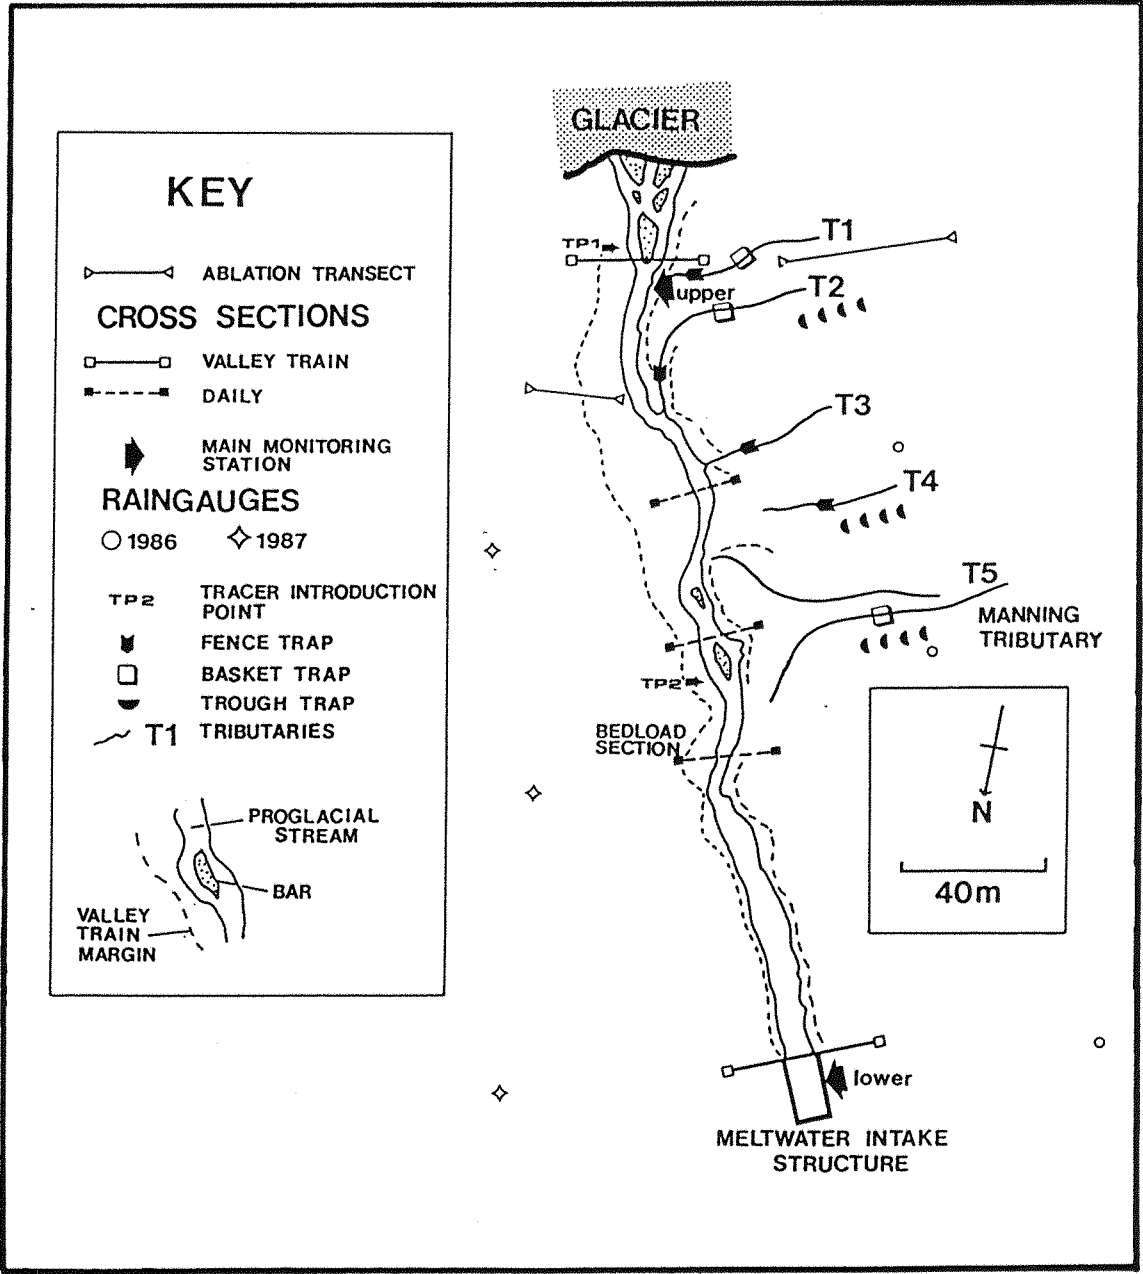 GLACIER
KEY
ABLATION TRANSECT
CROSS SECTIONS
VALLEY TRAIN
DAILY
MAIN MONITORING
STATION
RAINGAUGES
1986
1987
TP2
TRACER INTRODUCTION
POINT
FENCE TRAP
BASKET TRAP
TROUGH TRAP
T1
TRIBUTARIES
PROGLACIAL
STREAM
BAR
VALLEY
TRAIN
MARGIN
TP1
T1
upper
T2
T3
T4
T5
MANNING
TRIBUTARY
TP2
BEDLOAD
SECTION
N
40m
lower
MELTWATER INTAKE
STRUCTURE